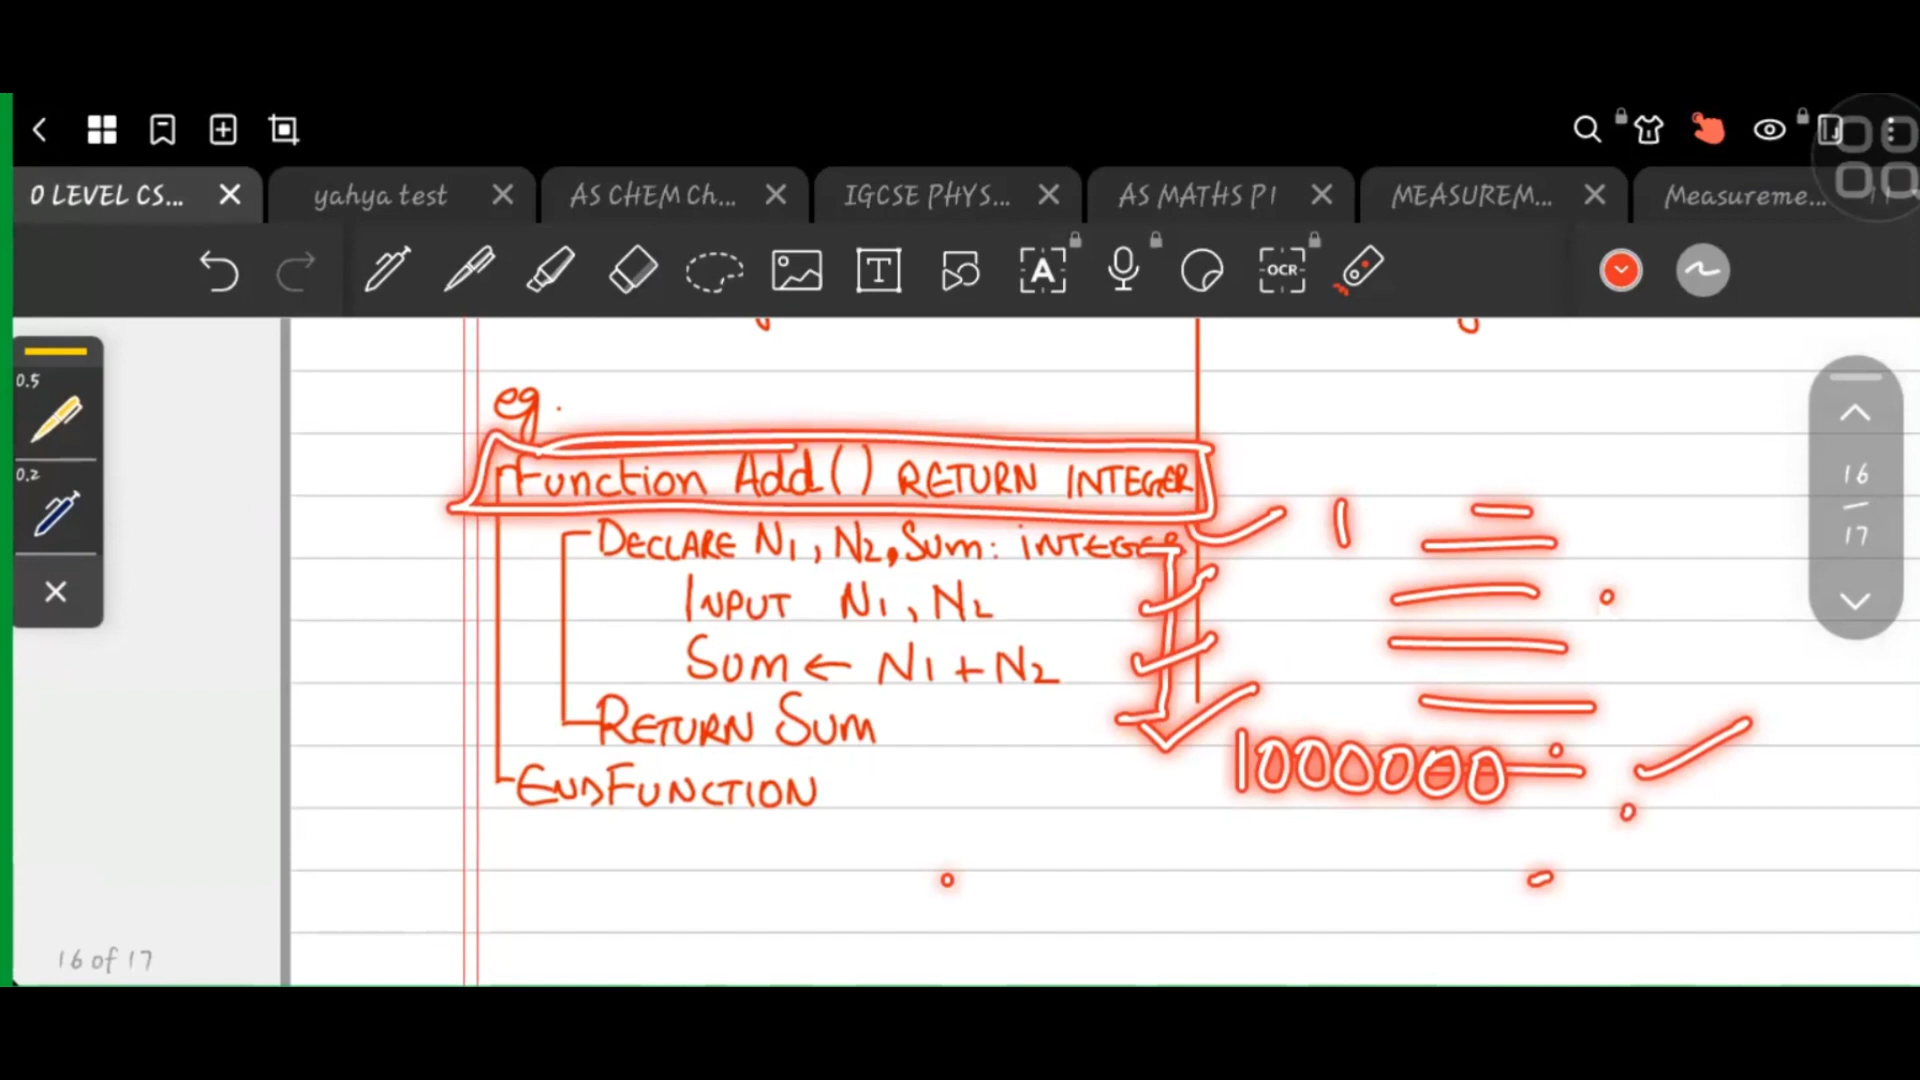 0 LEVEL CS...
yahya test
AS CHEM Ch...
IGCSE PHYS...
AS MATHS P1
MEASUREM...
Measureme...
T
A
OCR
0.5
0.2
16
17
eg.
Function Add() RETURN INTEGER
DECLARE N1, N2, Sum: INTEGER
INPUT N1, N2
SUM ← N1 + N2
RETURN SUM
ENDFUNCTION
1
1000000
16 of 17